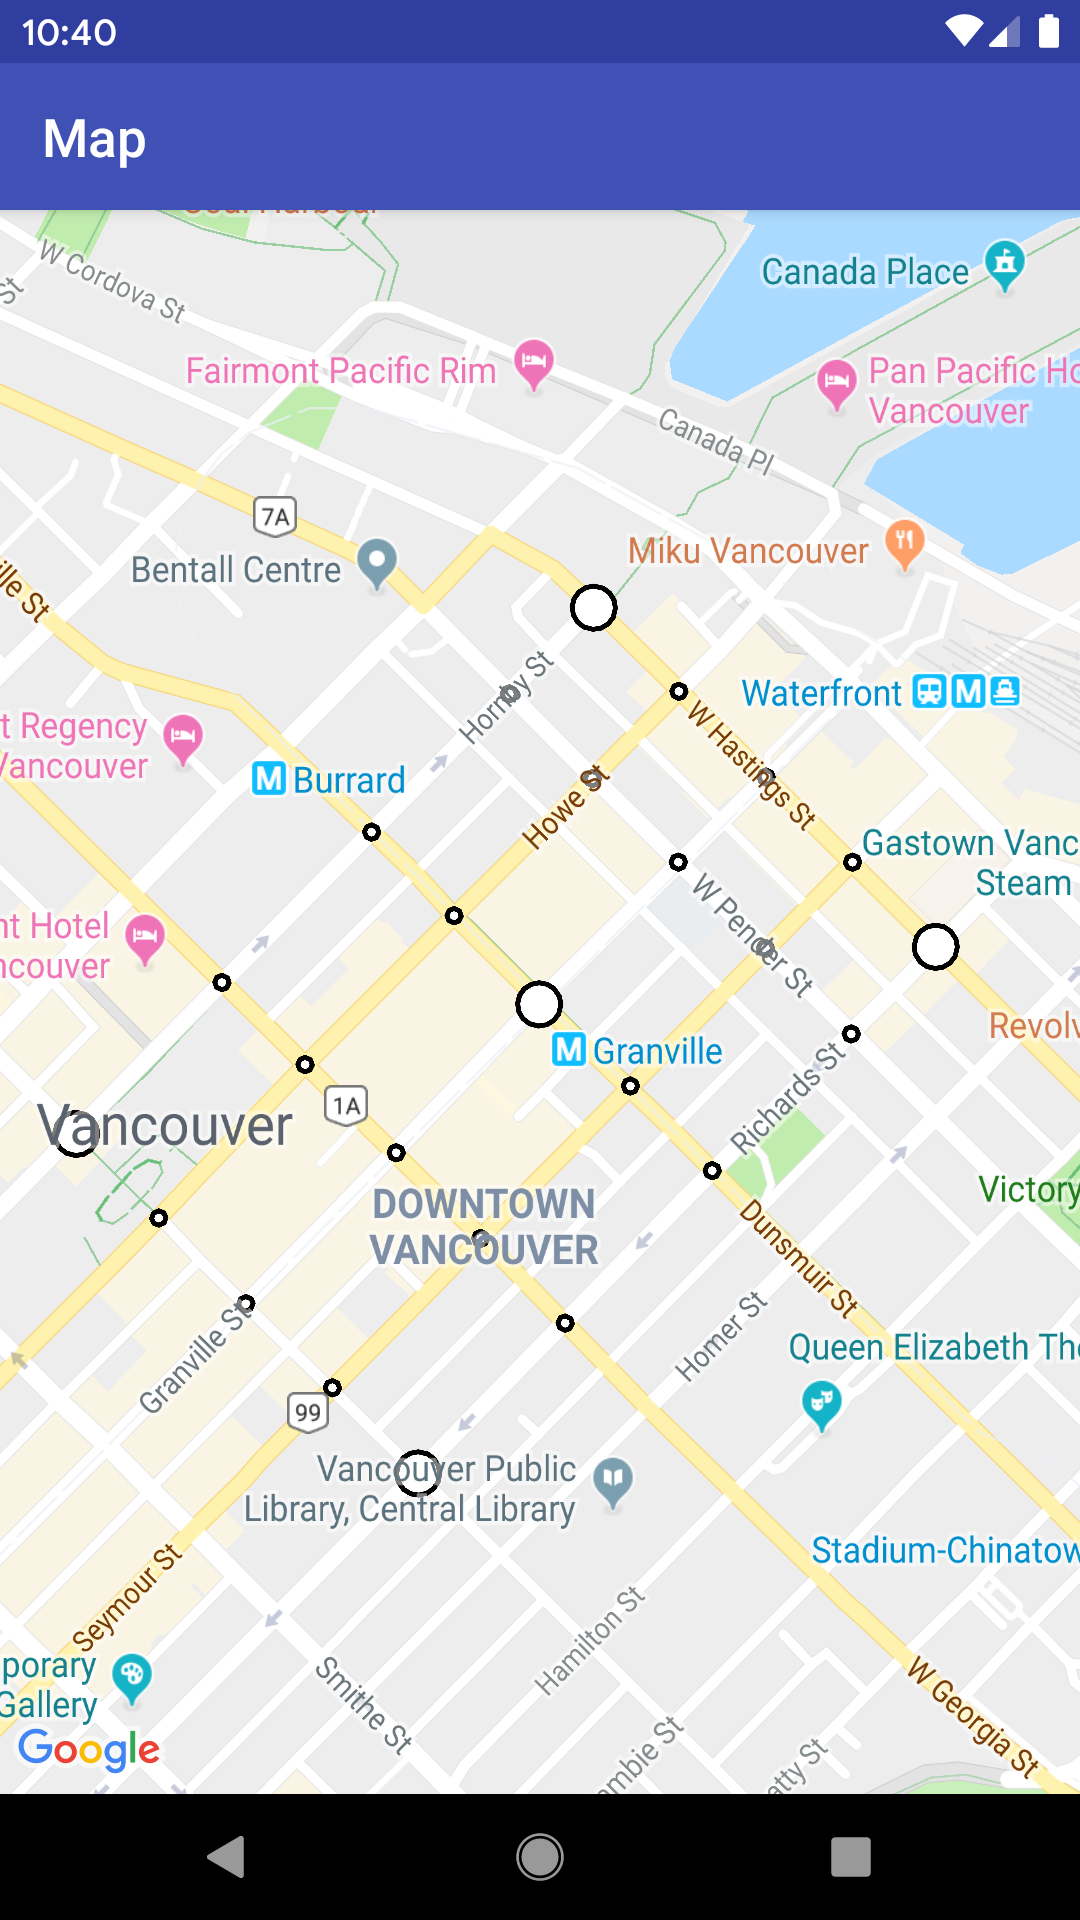 10:40
Map
W Cordova St
St
Canada Place
Fairmont Pacific Rim
Pan Pacific Ho
Vancouver
Canada Pl
7A
Bentall Centre
Miku Vancouver
ille St
Hornby St
Waterfront
M
W Hastings St
t Regency
Vancouver
M Burrard
Howe St
Gastown Vanc
Steam
W Pender St
nt Hotel
ncouver
Revolv
M Granville
Richards St
1A
Vancouver
DOWNTOWN
VANCOUVER
Victory
Dunsmuir St
Granville St
Homer St
Queen Elizabeth The
99
Vancouver Public
Library, Central Library
Stadium-Chinatow
Seymour St
Hamilton St
porary
Gallery
Smithe St
W Georgia St
Google
ambie St
atty St